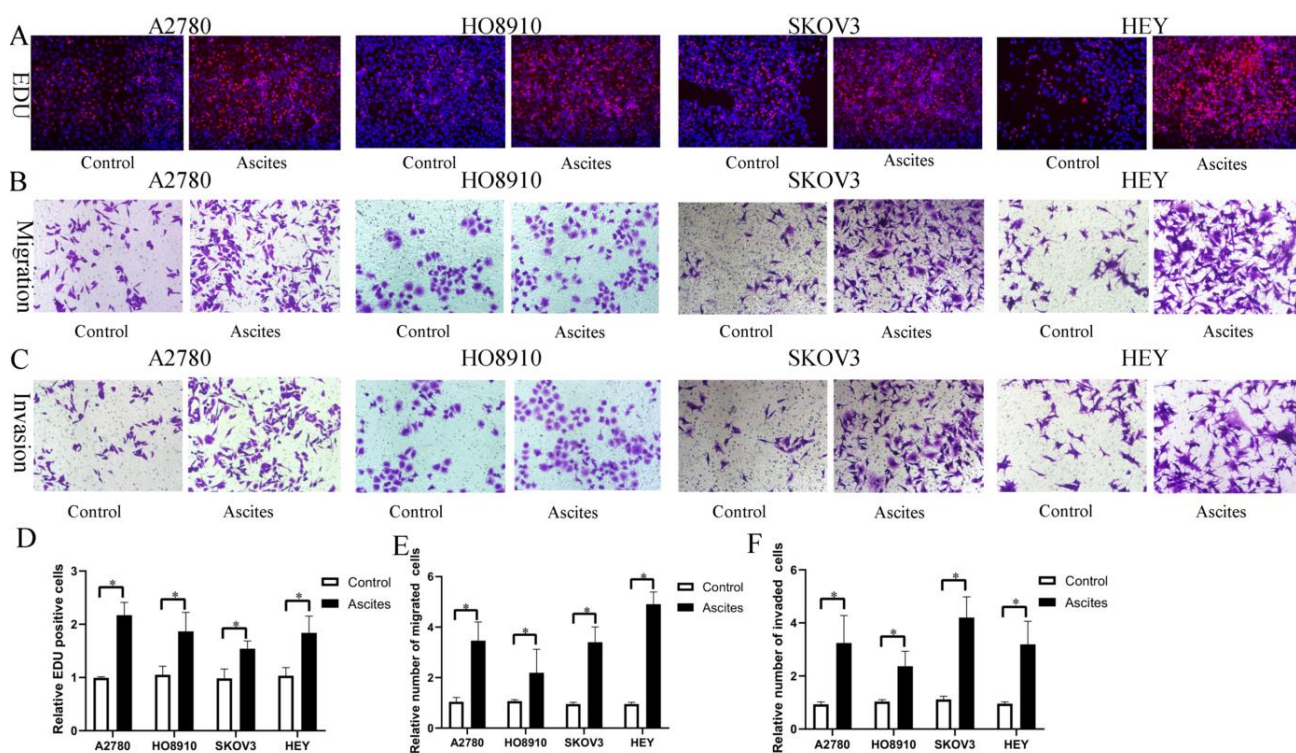 A2780 HO8910 SKOV3 HEY
A
EDU
Control Ascites Control Ascites Control Ascites Control Ascites
A2780 HO8910 SKOV3 HEY
B
Migration
Control Ascites Control Ascites Control Ascites Control Ascites
A2780 HO8910 SKOV3 HEY
C
Invasion
Control Ascites Control Ascites Control Ascites Control Ascites
D
Relative EDU positive cells
3
2
1
0
* * * *
Control
Ascites
A2780 HO8910 SKOV3 HEY
E
Relative number of migrated cells
6
4
2
0
* * * *
Control
Ascites
A2780 HO8910 SKOV3 HEY
F
Relative number of invaded cells
6
4
2
0
* * * *
Control
Ascites
A2780 HO8910 SKOV3 HEY